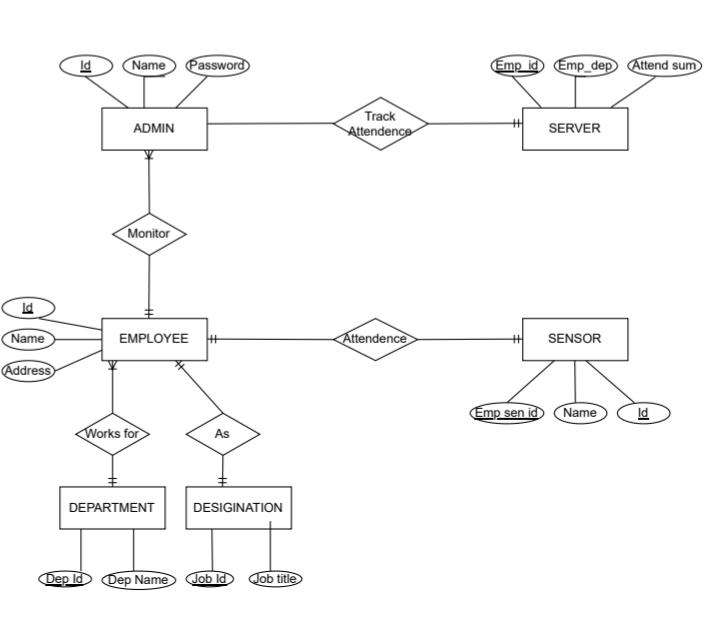 Id
Name
Password
Emp_id
Emp_dep
Attend sum
ADMIN
Track
Attendence
SERVER
Monitor
Id
Name
Address
EMPLOYEE
Attendence
SENSOR
Emp sen id
Name
Id
Works for
As
DEPARTMENT
DESIGINATION
Dep Id
Dep Name
Job Id
Job title